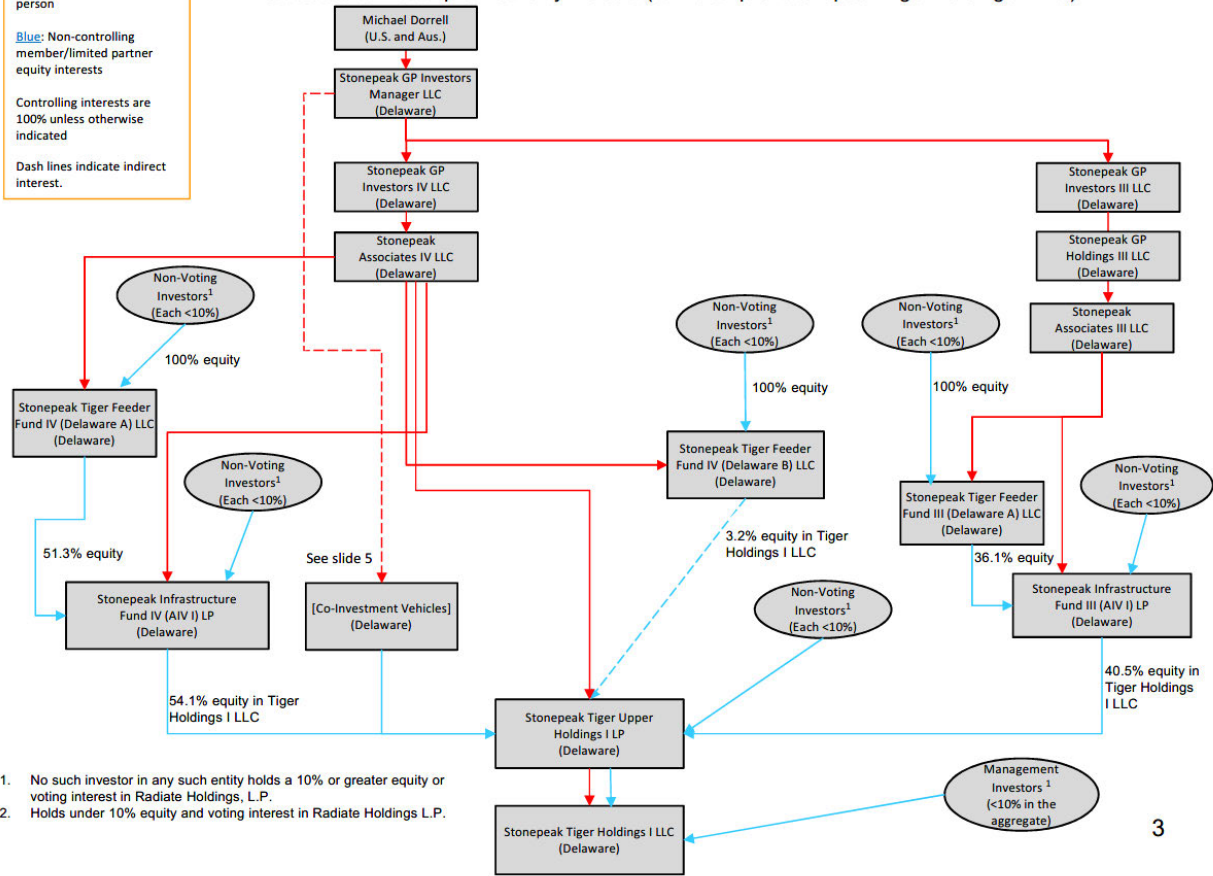 person
Blue: Non-controlling
member/limited partner
equity interests
Controlling interests are
100% unless otherwise
indicated
Dash lines indicate indirect
interest.
Michael Dorrell
(U.S. and Aus.)
Stonepeak GP Investors
Manager LLC
(Delaware)
Stonepeak GP
Investors IV LLC
(Delaware)
Stonepeak GP
Investors III LLC
(Delaware)
Stonepeak
Associates IV LLC
(Delaware)
Stonepeak GP
Holdings III LLC
(Delaware)
Non-Voting
Investors1
(Each <10%)
Non-Voting
Investors1
(Each <10%)
Non-Voting
Investors1
(Each <10%)
Stonepeak
Associates III LLC
(Delaware)
100% equity
100% equity
100% equity
Stonepeak Tiger Feeder
Fund IV (Delaware A) LLC
(Delaware)
Stonepeak Tiger Feeder
Fund IV (Delaware B) LLC
(Delaware)
Non-Voting
Investors1
(Each <10%)
Non-Voting
Investors1
(Each <10%)
Stonepeak Tiger Feeder
Fund III (Delaware A) LLC
(Delaware)
51.3% equity
See slide 5
3.2% equity in Tiger
Holdings I LLC
36.1% equity
Stonepeak Infrastructure
Fund IV (AIV I) LP
(Delaware)
[Co-Investment Vehicles]
(Delaware)
Non-Voting
Investors1
(Each <10%)
Stonepeak Infrastructure
Fund III (AIV I) LP
(Delaware)
54.1% equity in Tiger
Holdings I LLC
40.5% equity in
Tiger Holdings
I LLC
Stonepeak Tiger Upper
Holdings I LP
(Delaware)
1. No such investor in any such entity holds a 10% or greater equity or
voting interest in Radiate Holdings, L.P.
2. Holds under 10% equity and voting interest in Radiate Holdings L.P.
Stonepeak Tiger Holdings I LLC
(Delaware)
Management
Investors 1
(<10% in the
aggregate)
3